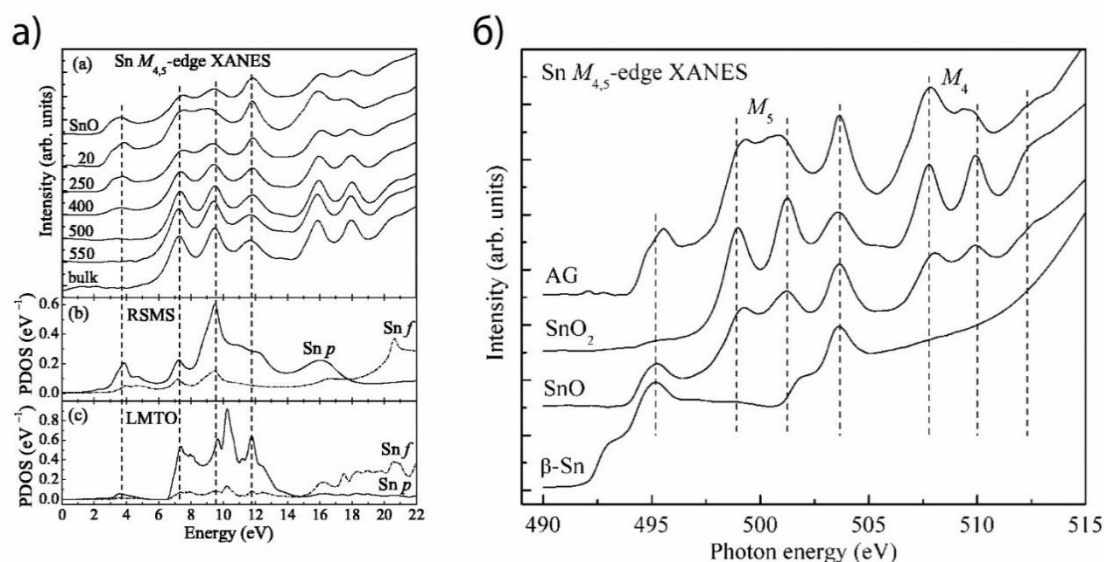 а)
(a)
Sn M₄,₅-edge XANES
SnO
20
250
400
500
550
bulk
Intensity (arb. units)
0.6
0.4
0.2
0.0
PDOS (eV⁻¹)
(b)
RSMS
Sn f
Sn p
0.8
0.6
0.4
0.2
0.0
PDOS (eV⁻¹)
(c)
LMTO
Sn f
Sn p
0 2 4 6 8 10 12 14 16 18 20 22
Energy (eV)
б)
Sn M₄,₅-edge XANES
M₅
M₄
Intensity (arb. units)
AG
SnO₂
SnO
β-Sn
490 495 500 505 510 515
Photon energy (eV)